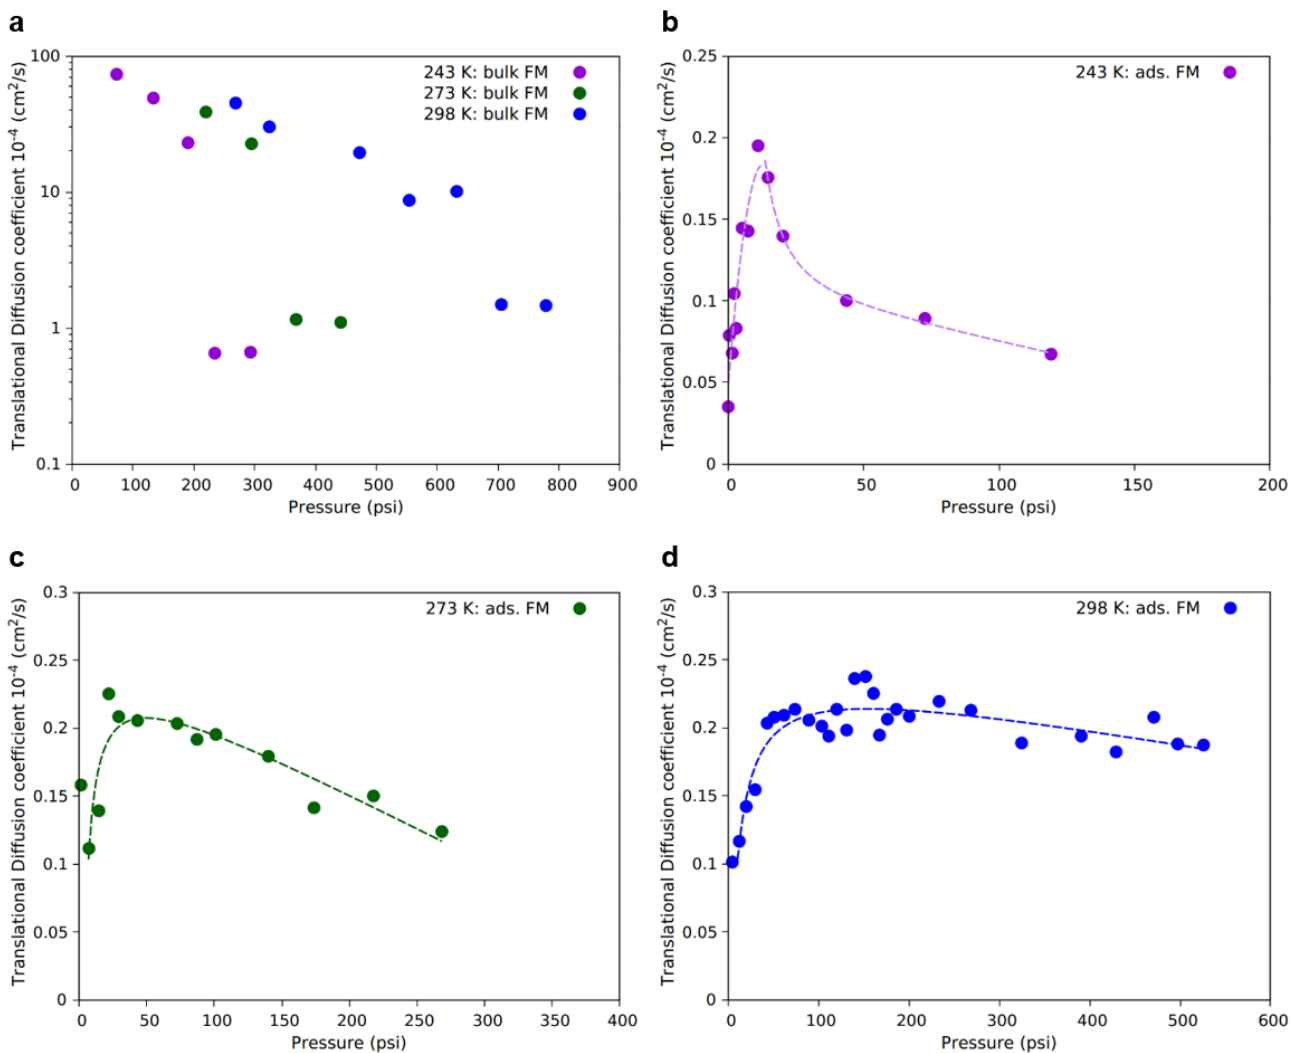 a
100
10
1
0.1
0 100 200 300 400 500 600 700 800 900
Translational Diffusion coefficient 10⁻⁴ (cm²/s)
Pressure (psi)
243 K: bulk FM
273 K: bulk FM
298 K: bulk FM
b
0.25
0.2
0.15
0.1
0.05
0
0 50 100 150 200
Translational Diffusion coefficient 10⁻⁴ (cm²/s)
Pressure (psi)
243 K: ads. FM
c
0.3
0.25
0.2
0.15
0.1
0.05
0
0 50 100 150 200 250 300 350 400
Translational Diffusion coefficient 10⁻⁴ (cm²/s)
Pressure (psi)
273 K: ads. FM
d
0.3
0.25
0.2
0.15
0.1
0.05
0
0 100 200 300 400 500 600
Translational Diffusion coefficient 10⁻⁴ (cm²/s)
Pressure (psi)
298 K: ads. FM